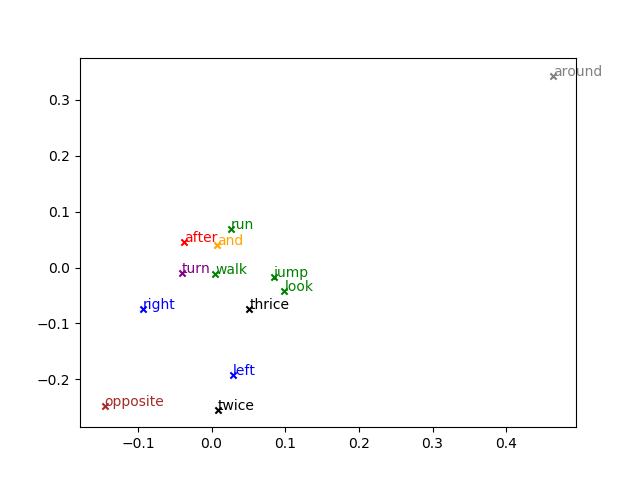 around
0.3
0.2
0.1
run
after
and
0.0
turn
walk
jump
look
−0.1
right
thrice
−0.2
left
opposite
twice
−0.1
0.0
0.1
0.2
0.3
0.4